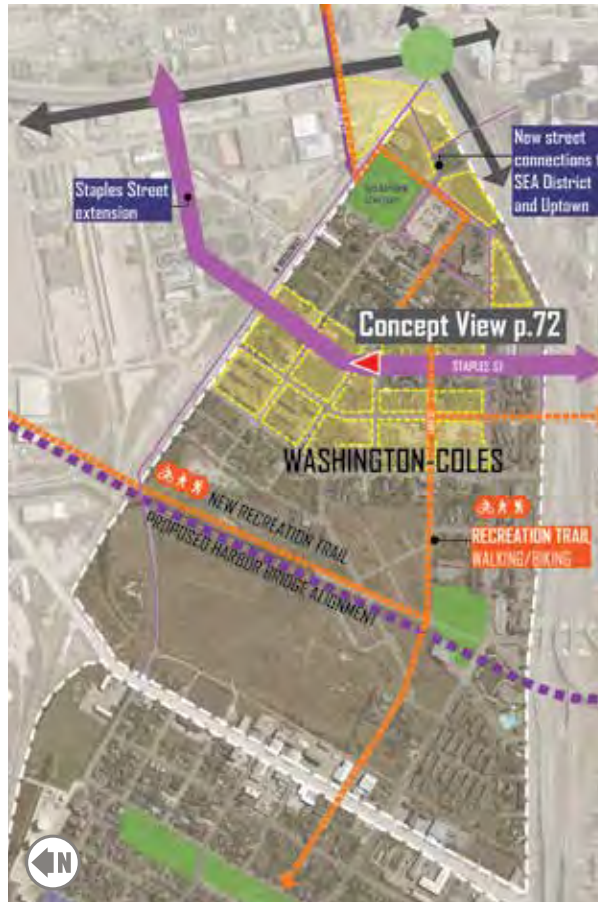 New street
connections t
SEA District
and Uptown
Staples Street
extension
Concept View p.72
STAPLES ST
WASHINGTON-COLES
NEW RECREATION TRAIL
PROPOSED HARBOR BRIDGE ALIGNMENT
RECREATION TRAIL
WALKING/BIKING
N